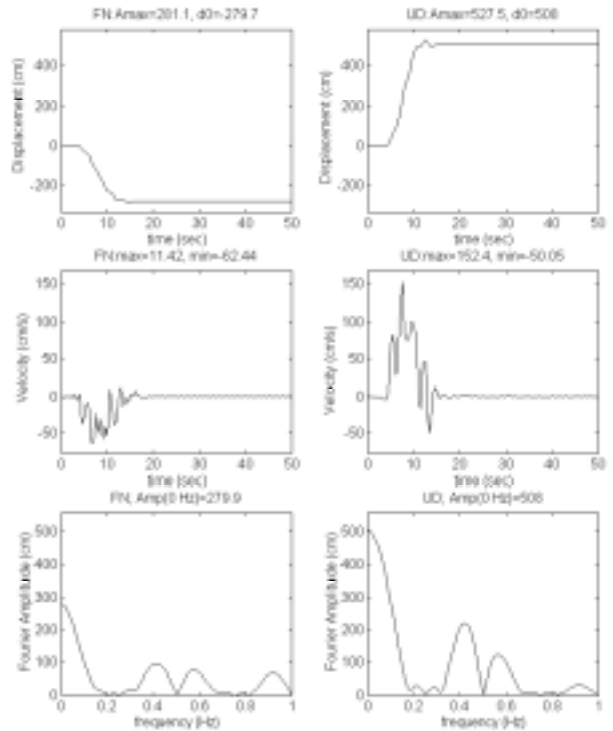 FN:Amax=281.1, d0=-279.7
UD:Amax=527.5, d0=508
Displacement (cm)
400
200
0
-200
0 10 20 30 40 50
time (sec)
Displacement (cm)
400
200
0
-200
0 10 20 30 40 50
time (sec)
FN:max=11.42, min=-62.44
UD:max=152.4, min=-50.05
Velocity (cm/s)
150
100
50
0
-50
0 10 20 30 40 50
time (sec)
Velocity (cm/s)
150
100
50
0
-50
0 10 20 30 40 50
time (sec)
FN, Amp(0 Hz)=279.9
UD, Amp(0 Hz)=508
Fourier Amplitude (cm)
500
400
300
200
100
0
0 0.2 0.4 0.6 0.8 1
frequency (Hz)
Fourier Amplitude (cm)
500
400
300
200
100
0
0 0.2 0.4 0.6 0.8 1
frequency (Hz)